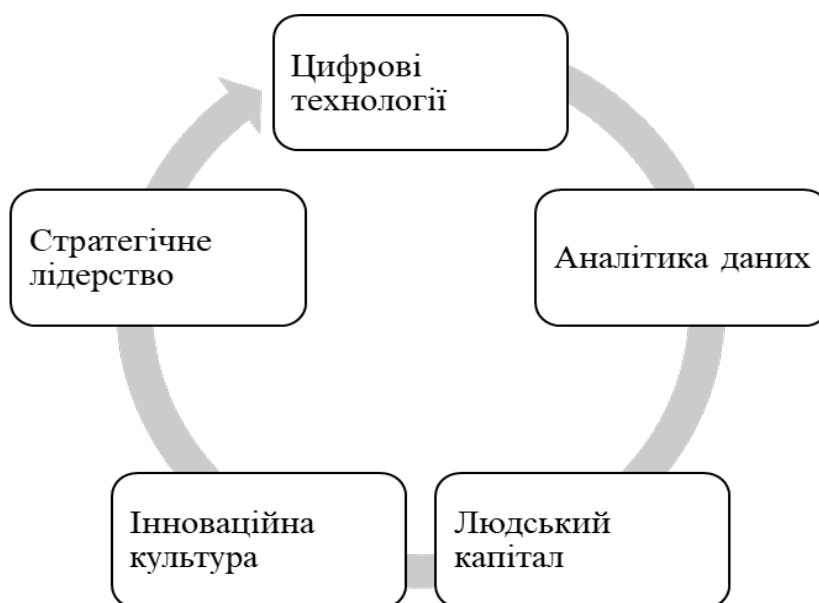 Цифрові
технології
Стратегічне
лідерство
Аналітика даних
Інноваційна
культура
Людський
капітал